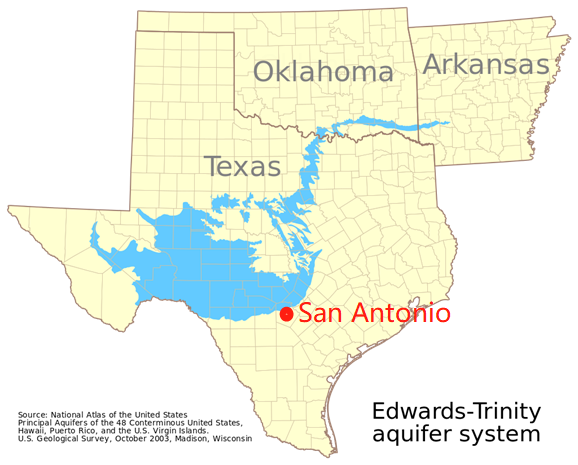 Oklahoma
Arkansas
Texas
San Antonio
Source: National Atlas of the United States
Principal Aquifers of the 48 Conterminous United States,
Hawaii, Puerto Rico, and the U.S. Virgin Islands.
U.S. Geological Survey, October 2003, Madison, Wisconsin
Edwards-Trinity
aquifer system